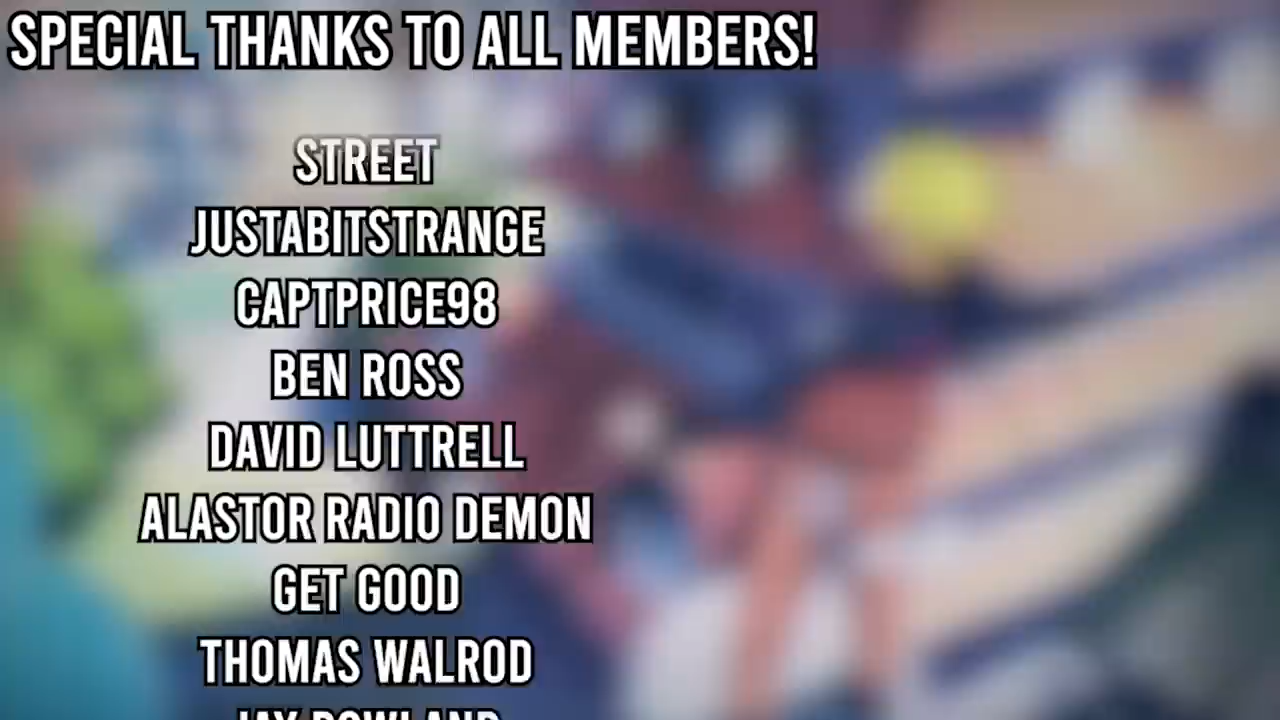 SPECIAL THANKS TO ALL MEMBERS!
STREET
JUSTABITSTRANGE
CAPTPRICE98
BEN ROSS
DAVID LUTTRELL
ALASTOR RADIO DEMON
GET GOOD
THOMAS WALROD
JAY